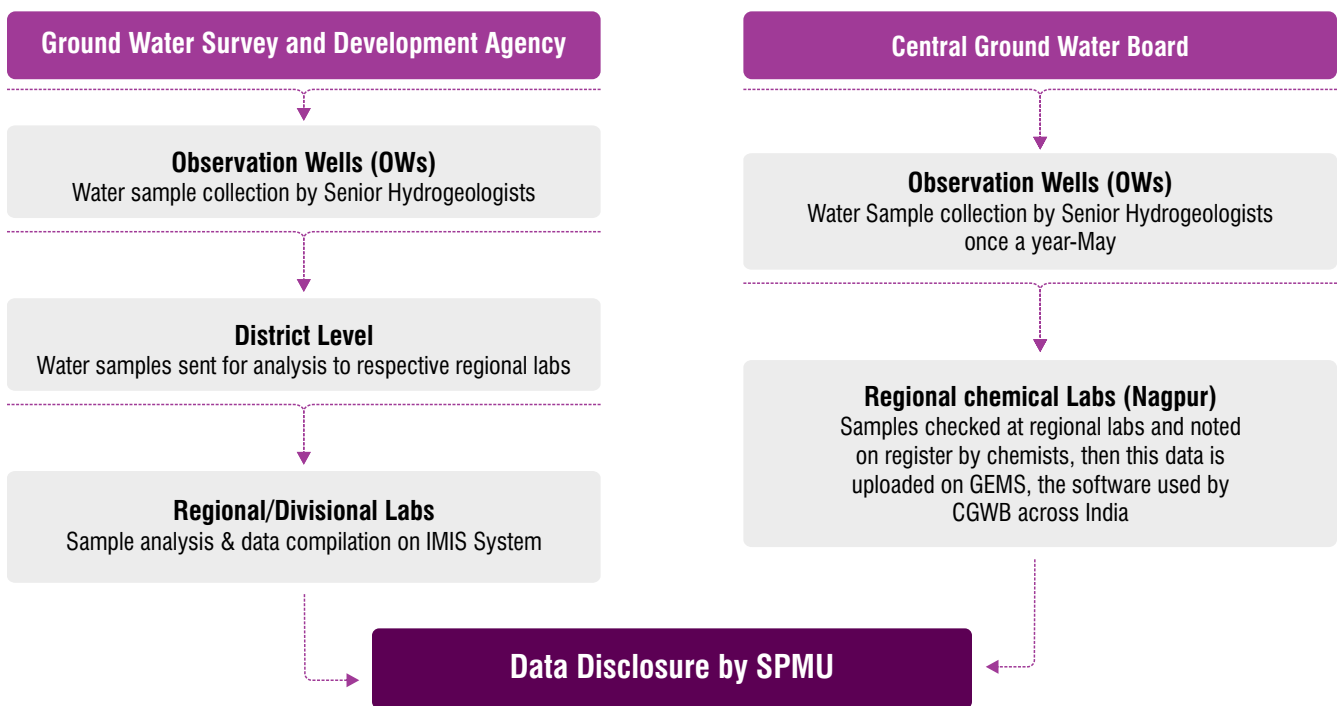 Ground Water Survey and Development Agency
Observation Wells (OWs)
Water sample collection by Senior Hydrogeologists
District Level
Water samples sent for analysis to respective regional labs
Regional/Divisional Labs
Sample analysis & data compilation on IMIS System
Central Ground Water Board
Observation Wells (OWs)
Water Sample collection by Senior Hydrogeologists
once a year-May
Regional chemical Labs (Nagpur)
Samples checked at regional labs and noted
on register by chemists, then this data is
uploaded on GEMS, the software used by
CGWB across India
Data Disclosure by SPMU